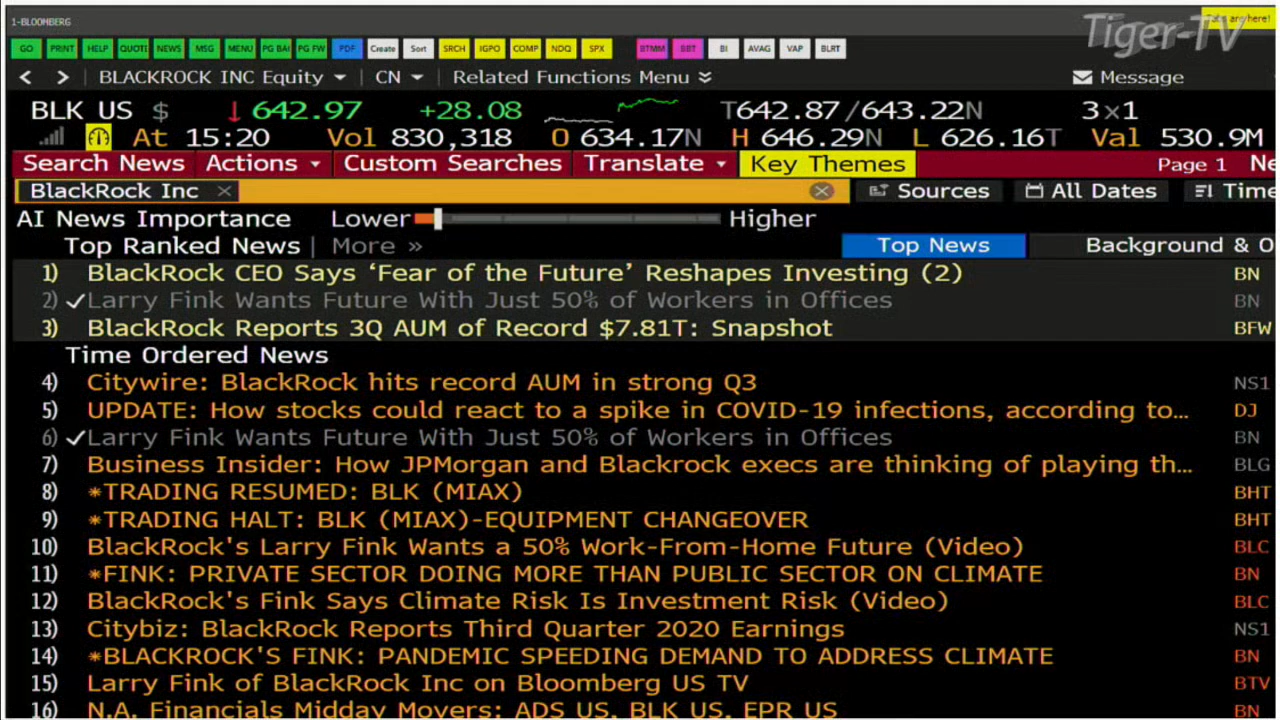 1-BLOOMBERG
Tiger-TV
GO PRINT HELP QUOTI NEWS MSG MENU PG BAC PG FW PDF Create Sort SRCH IGPO COMP NDQ SPX BTMM BBT BI AVAG VAP BLRT
< > BLACKROCK INC Equity CN Related Functions Menu Message
BLK US $ ↓ 642.97 +28.08 T642.87/643.22N 3x1
At 15:20 Vol 830,318 O 634.17N H 646.29N L 626.16T Val 530.9M
Search News Actions Custom Searches Translate Key Themes Page 1 Ne
BlackRock Inc × Sources All Dates Time
AI News Importance Lower Higher
Top Ranked News | More » Top News Background & O
1) BlackRock CEO Says ‘Fear of the Future’ Reshapes Investing (2) BN
2) ✓Larry Fink Wants Future With Just 50% of Workers in Offices BN
3) BlackRock Reports 3Q AUM of Record $7.81T: Snapshot BFW
Time Ordered News
4) Citywire: BlackRock hits record AUM in strong Q3 NS1
5) UPDATE: How stocks could react to a spike in COVID-19 infections, according to... DJ
6) ✓Larry Fink Wants Future With Just 50% of Workers in Offices BN
7) Business Insider: How JPMorgan and Blackrock execs are thinking of playing th... BLG
8) *TRADING RESUMED: BLK (MIAX) BHT
9) *TRADING HALT: BLK (MIAX)-EQUIPMENT CHANGEOVER BHT
10) BlackRock's Larry Fink Wants a 50% Work-From-Home Future (Video) BLC
11) *FINK: PRIVATE SECTOR DOING MORE THAN PUBLIC SECTOR ON CLIMATE BN
12) BlackRock's Fink Says Climate Risk Is Investment Risk (Video) BLC
13) Citybiz: BlackRock Reports Third Quarter 2020 Earnings NS1
14) *BLACKROCK'S FINK: PANDEMIC SPEEDING DEMAND TO ADDRESS CLIMATE BN
15) Larry Fink of BlackRock Inc on Bloomberg US TV BTV
16) N.A. Financials Midday Movers: ADS US, BLK US, EPR US BN